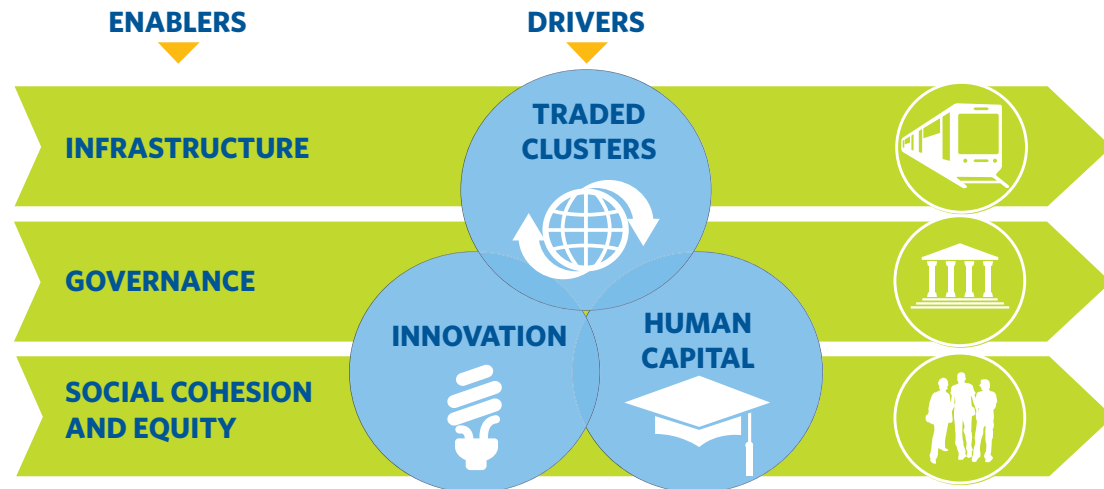 ENABLERS
DRIVERS
INFRASTRUCTURE
TRADED
CLUSTERS
GOVERNANCE
INNOVATION
HUMAN
CAPITAL
SOCIAL COHESION
AND EQUITY